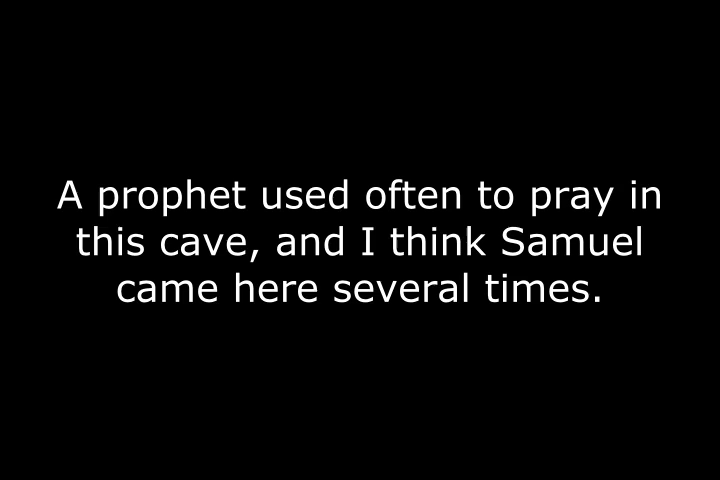 A prophet used often to pray in
this cave, and I think Samuel
came here several times.